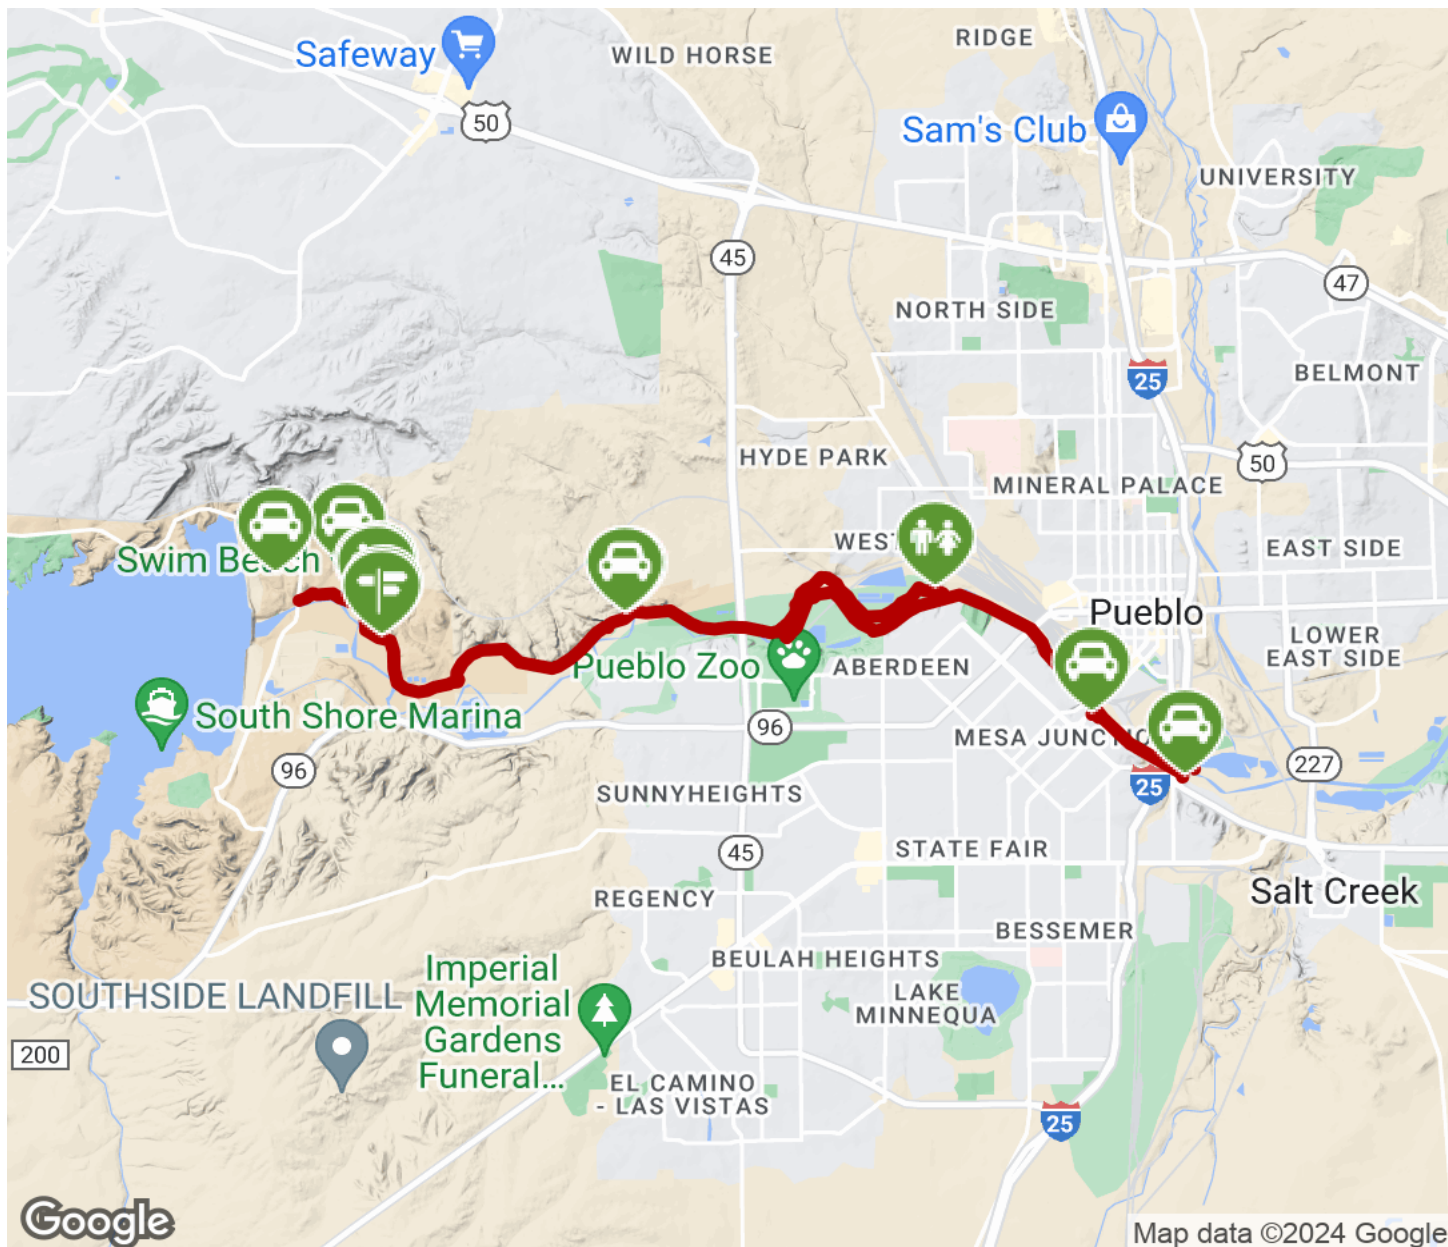 RIDGE
WILD HORSE
Safeway
50
Sam's Club
UNIVERSITY
45
47
NORTH SIDE
25
BELMONT
HYDE PARK
50
MINERAL PALACE
WES
EAST SIDE
Swim Be ch
Pueblo
LOWER
EAST SIDE
Pueblo Zoo
ABERDEEN
South Shore Marina
96
MESA JUNCTIO
96
227
25
SUNNYHEIGHTS
45
STATE FAIR
REGENCY
Salt Creek
BESSEMER
BEULAH HEIGHTS
Imperial
Memorial
Gardens
Funeral...
SOUTHSIDE LANDFILL
LAKE
MINNEQUA
200
EL CAMINO
- LAS VISTAS
25
Google
Map data ©2024 Google